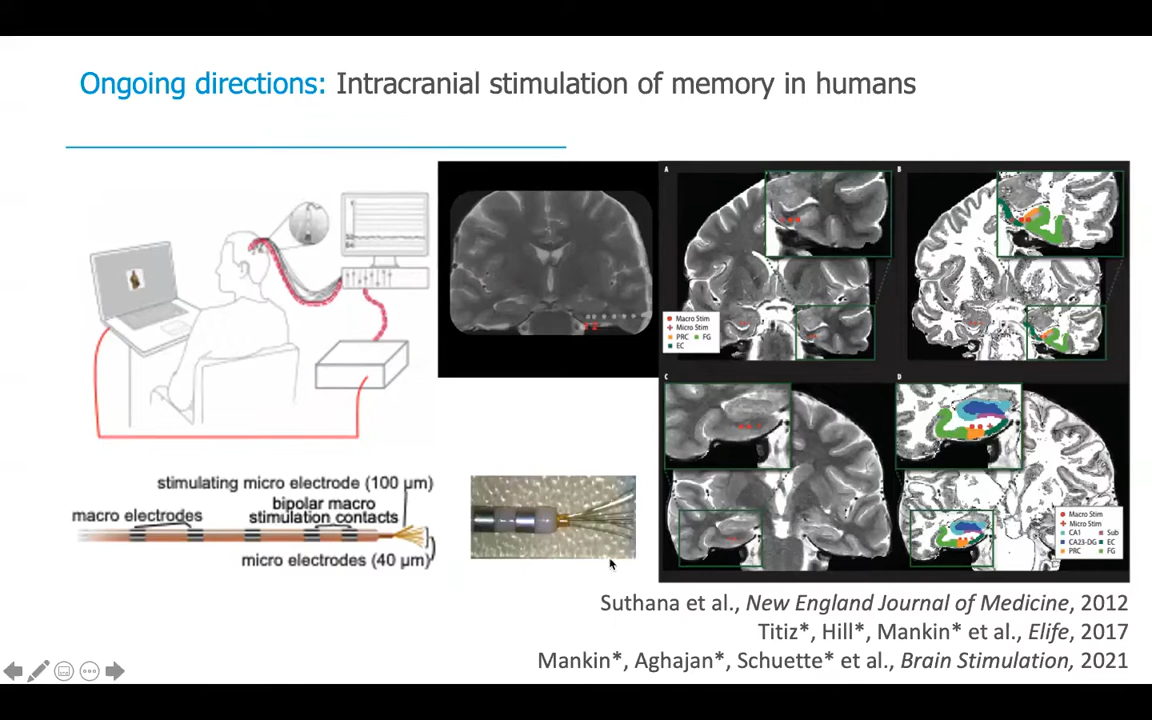 Ongoing directions: Intracranial stimulation of memory in humans
A
B
Macro Stim
Micro Stim
PRC FG
EC
C
D
stimulating micro electrode (100 µm)
bipolar macro
macro electrodes stimulation contacts
micro electrodes (40 µm)
Macro Stim
Micro Stim
CA1 Sub
CA23-DG EC
PRC FG
Suthana et al., New England Journal of Medicine, 2012
Titiz*, Hill*, Mankin* et al., Elife, 2017
Mankin*, Aghajan*, Schuette* et al., Brain Stimulation, 2021